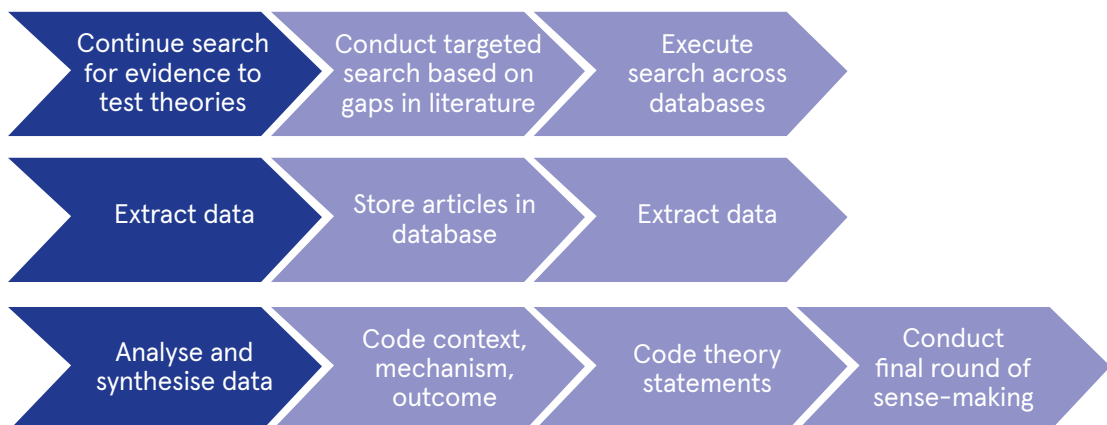 Continue search
for evidence to
test theories
Conduct targeted
search based on
gaps in literature
Execute
search across
databases
Extract data
Store articles in
database
Extract data
Analyse and
synthesise data
Code context,
mechanism,
outcome
Code theory
statements
Conduct
final round of
sense-making